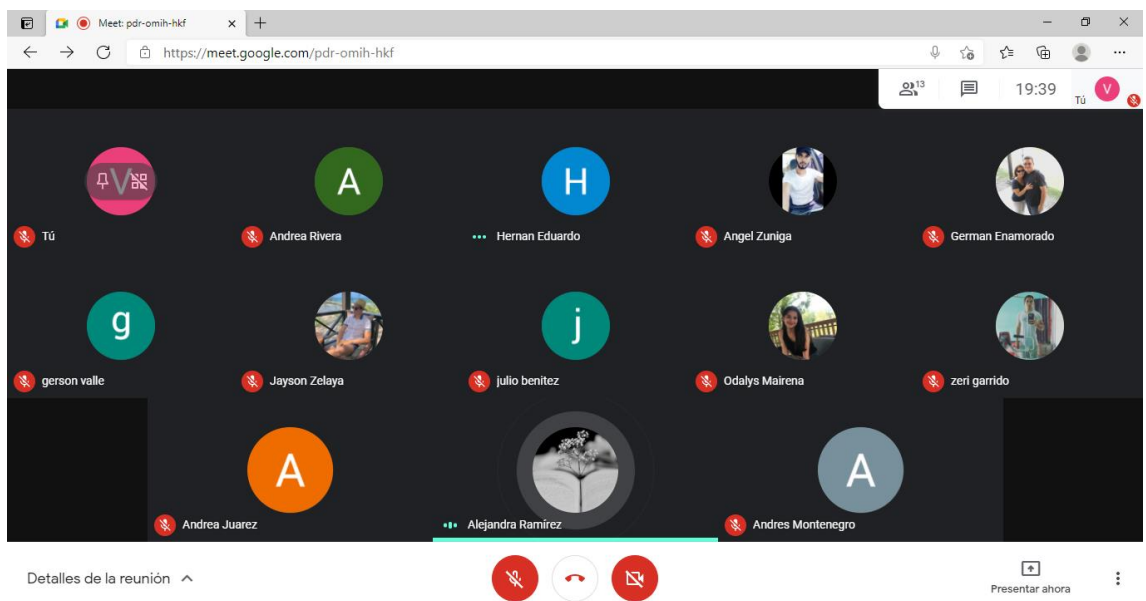 Meet: pdr-omih-hkf
https://meet.google.com/pdr-omih-hkf
13
19:39
Tú
V
V
A
H
Tú
Andrea Rivera
Hernan Eduardo
Angel Zuniga
German Enamorado
g
j
gerson valle
Jayson Zelaya
julio benitez
Odalys Mairena
zeri garrido
A
A
Andrea Juarez
Alejandra Ramírez
Andres Montenegro
Detalles de la reunión
Presentar ahora